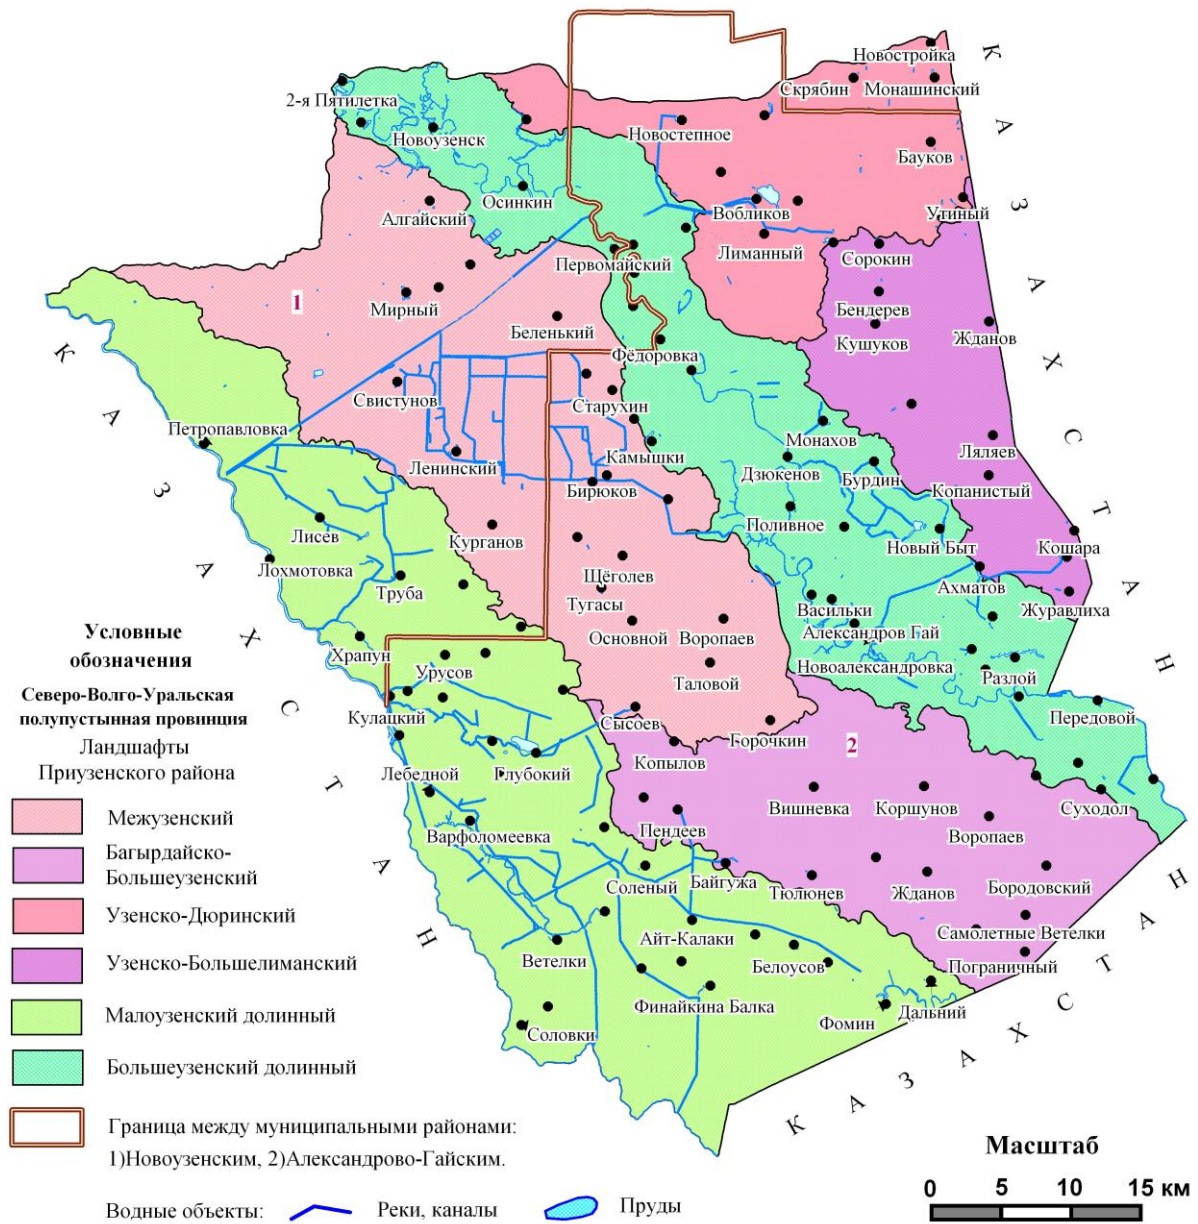 Новостройка
Скрябин
Монашинский
2-я Пятилетка
Новостепное
Новоузенск
Бауков
Осинкин
Вобликов
Утиный
Алгайский
Лиманный
Первомайский
Сорокин
1
Мирный
Бендерев
Беленький
Кушуков
Жданов
Фёдоровка
Свистунов
Старухин
Петропавловка
Монахов
Ляляев
Камышки
Ленинский
Дзюкенов
Бурдин
Бирюков
Копанистый
Поливное
Лисев
Курганов
Новый Быт
Кошара
Лохмотовка
Щёголев
Труба
Ахматов
Тугасы
Васильки
Журавлиха
Основной
Воропаев
Александров Гай
Храпун
Новоалександровка
Урусов
Таловой
Разлой
Кулацкий
Сысоев
Передовой
Горочкин
2
Копылов
Лебедной
Глубокий
Вишневка
Коршунов
Суходол
Варфоломеевка
Пендеев
Воропаев
Соленый
Байгужа
Тюлюнев
Жданов
Бородовский
Айт-Калаки
Самолетные Ветелки
Ветелки
Белоусов
Пограничный
Финайкина Балка
Фомин
Дальний
Соловки
К А З А Х С Т А Н
К А З А Х С Т А Н
К А З А Х С Т А Н
Условные
обозначения
Северо-Волго-Уральская
полупустынная провинция
Ландшафты
Приузенского района
Межузенский
Багырдайско-
Большеузенский
Узенско-Дюринский
Узенско-Большелиманский
Малоузенский долинный
Большеузенский долинный
Граница между муниципальными районами:
1)Новоузенским, 2)Александрово-Гайским.
Водные объекты:
Реки, каналы
Пруды
Масштаб
0 5 10 15 км